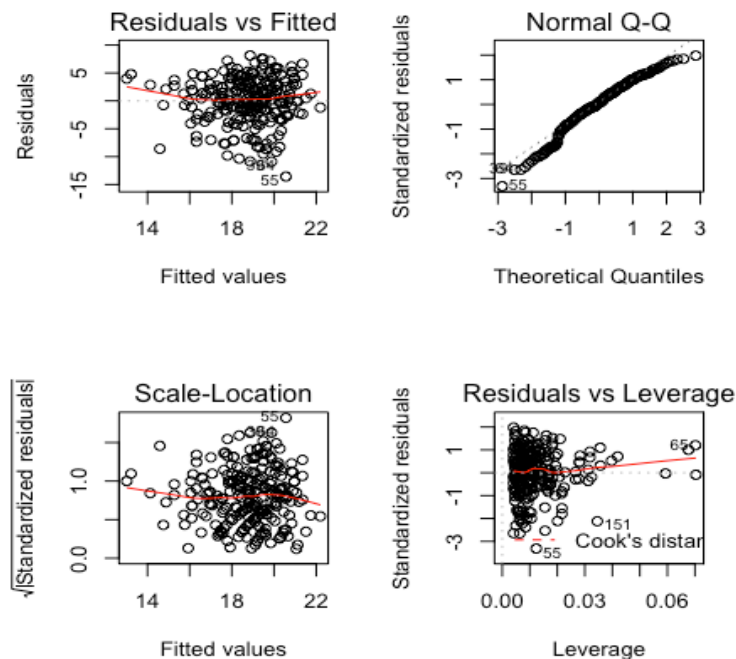 Residuals vs Fitted
Residuals
5
-5
-15
55
14
18
22
Fitted values
Normal Q-Q
Standardized residuals
1
-1
-3
55
-3
-1
1
2
3
Theoretical Quantiles
Scale-Location
√|Standardized residuals|
1.0
0.0
55
14
18
22
Fitted values
Residuals vs Leverage
Standardized residuals
1
-1
-3
65
151
55
Cook's distan
0.00
0.03
0.06
Leverage